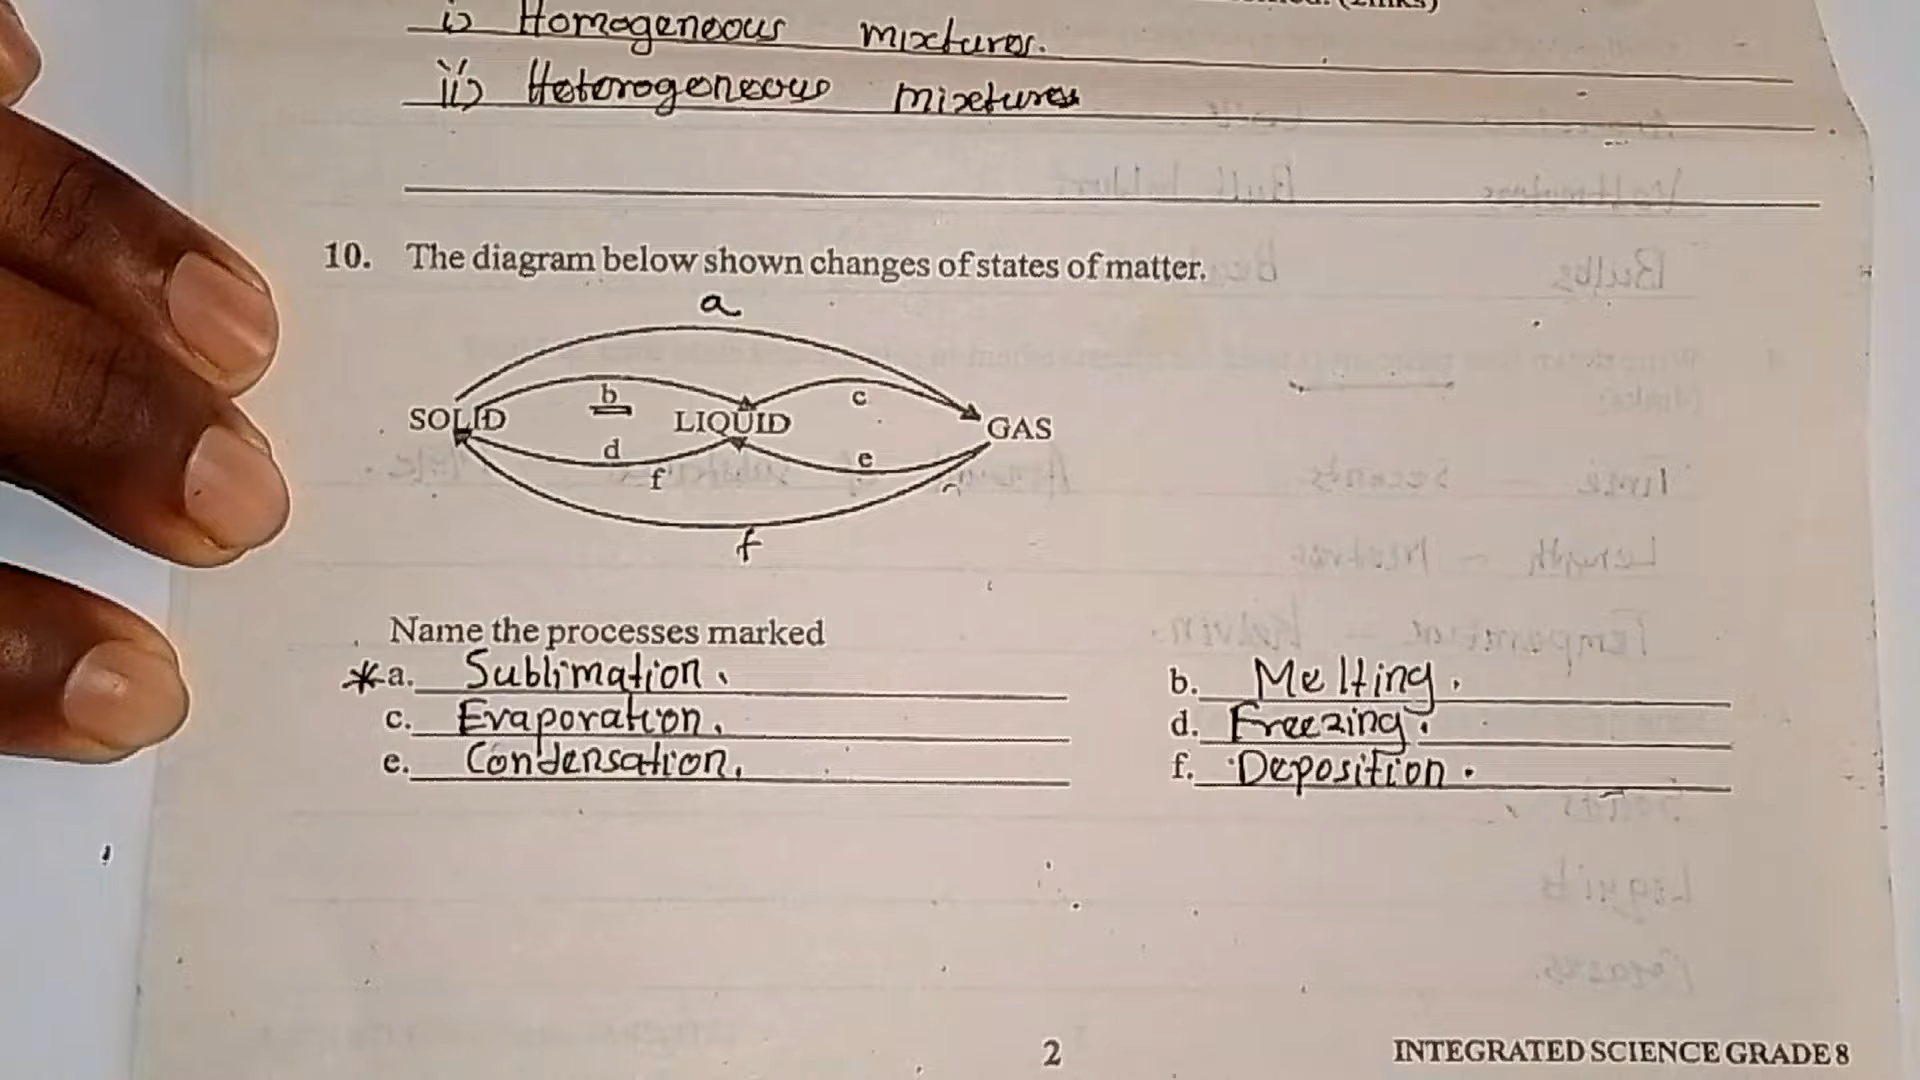 i) Homogeneous mixtures.
ii) Heterogeneous mixtures
10. The diagram below shown changes of states of matter.
a
b c
SOLID LIQUID GAS
d e
f
f
Name the processes marked
*a. Sublimation. b. Melting.
c. Evaporation. d. Freezing.
e. Condensation. f. Deposition.
2 INTEGRATED SCIENCE GRADE 8